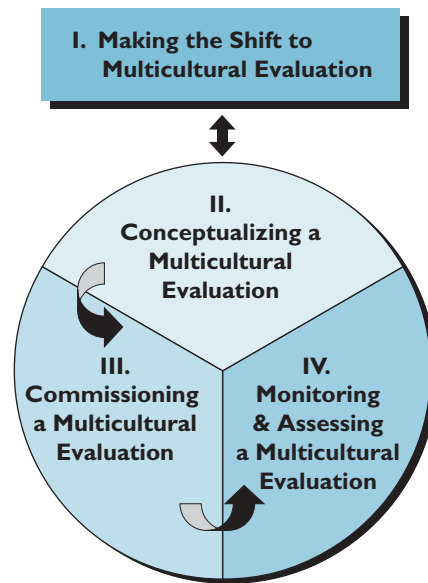 I. Making the Shift to
Multicultural Evaluation
II.
Conceptualizing a
Multicultural
Evaluation
III.
Commissioning
a Multicultural
Evaluation
IV.
Monitoring
& Assessing
a Multicultural
Evaluation